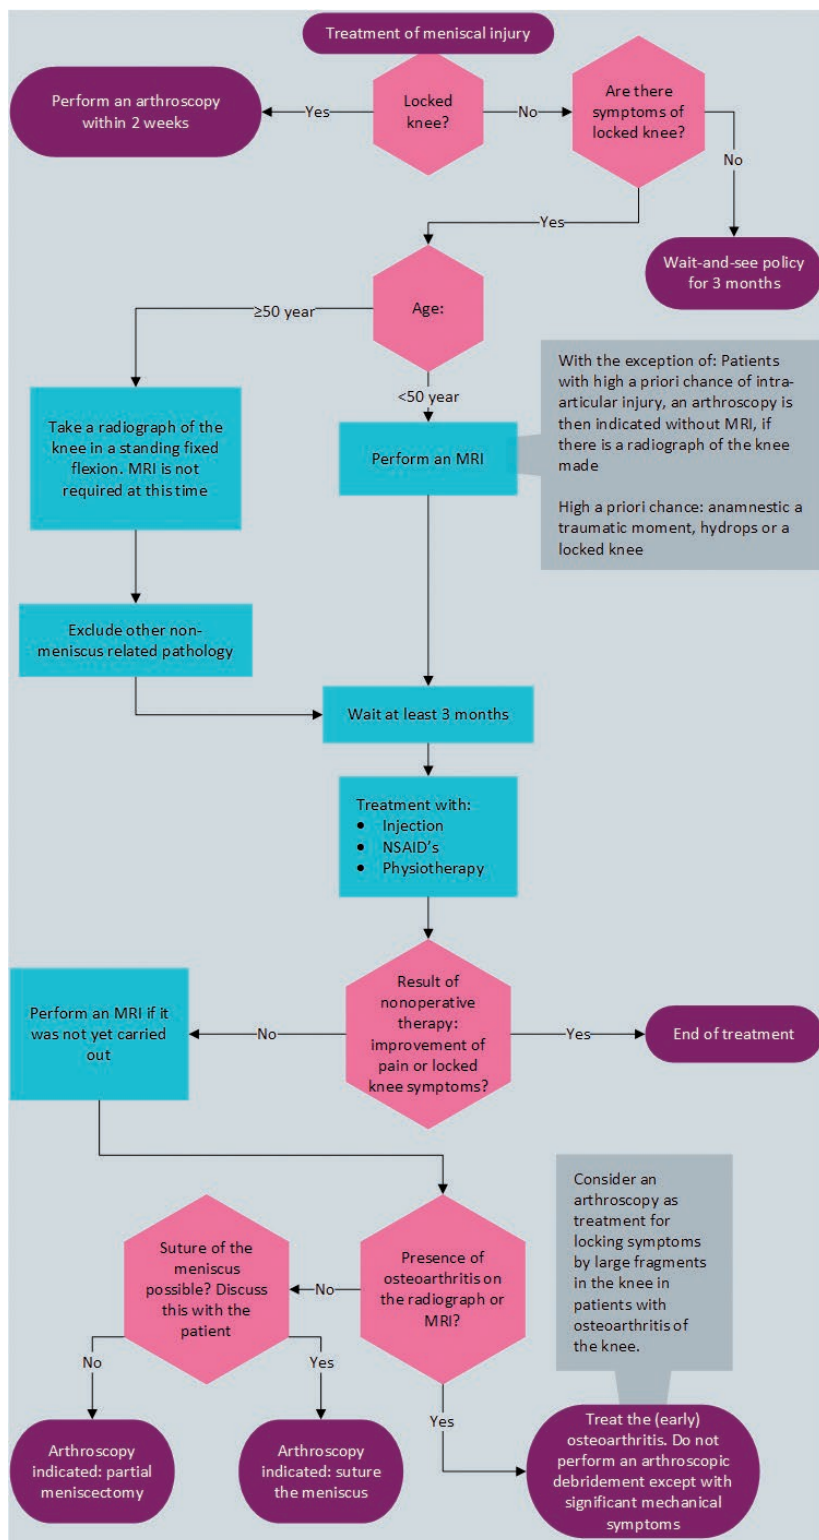 Treatment of meniscal injury
Perform an arthroscopy
within 2 weeks
Yes
Locked
knee?
No
Are there
symptoms of
locked knee?
No
Yes
Wait-and-see policy
for 3 months
Age:
≥50 year
<50 year
With the exception of: Patients
with high a priori chance of intra-
articular injury, an arthroscopy is
then indicated without MRI, if
there is a radiograph of the knee
made
High a priori chance: anamnestic a
traumatic moment, hydrops or a
locked knee
Take a radiograph of the
knee in a standing fixed
flexion. MRI is not
required at this time
Perform an MRI
Exclude other non-
meniscus related pathology
Wait at least 3 months
Treatment with:
• Injection
• NSAID's
• Physiotherapy
Result of
nonoperative
therapy:
improvement of
pain or locked
knee symptoms?
Perform an MRI if it
was not yet carried
out
No
Yes
End of treatment
Consider an
arthroscopy as
treatment for
locking symptoms
by large fragments
in the knee in
patients with
osteoarthritis of
the knee.
Suture of the
meniscus
possible? Discuss
this with the
patient
No
Presence of
osteoarthritis on
the radiograph or
MRI?
No
Yes
Yes
Arthroscopy
indicated: partial
meniscectomy
Arthroscopy
indicated: suture
the meniscus
Treat the (early)
osteoarthritis. Do not
perform an arthroscopic
debridement except with
significant mechanical
symptoms